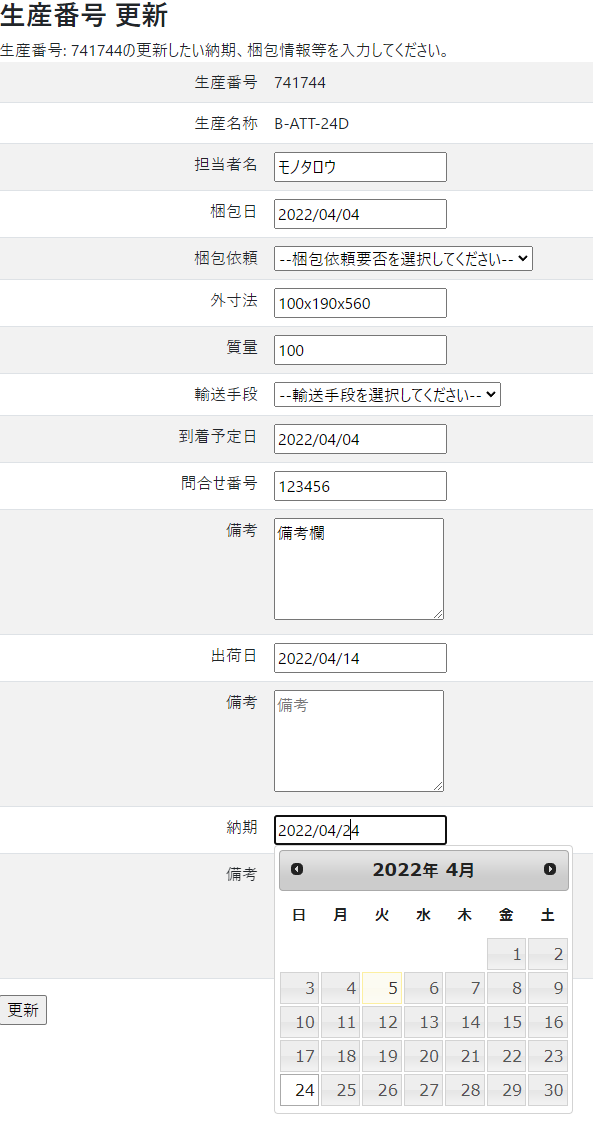 生産番号 更新
生産番号: 741744の更新したい納期、梱包情報等を入力してください。
生産番号 741744
生産名称 B-ATT-24D
担当者名 モノタロウ
梱包日 2022/04/04
梱包依頼 --梱包依頼要否を選択してください--
外寸法 100x190x560
質量 100
輸送手段 --輸送手段を選択してください--
到着予定日 2022/04/04
問合せ番号 123456
備考 備考欄
出荷日 2022/04/14
備考 備考
納期 2022/04/24
備考
2022年 4月
日 月 火 水 木 金 土
1 2
3 4 5 6 7 8 9
10 11 12 13 14 15 16
17 18 19 20 21 22 23
24 25 26 27 28 29 30
更新